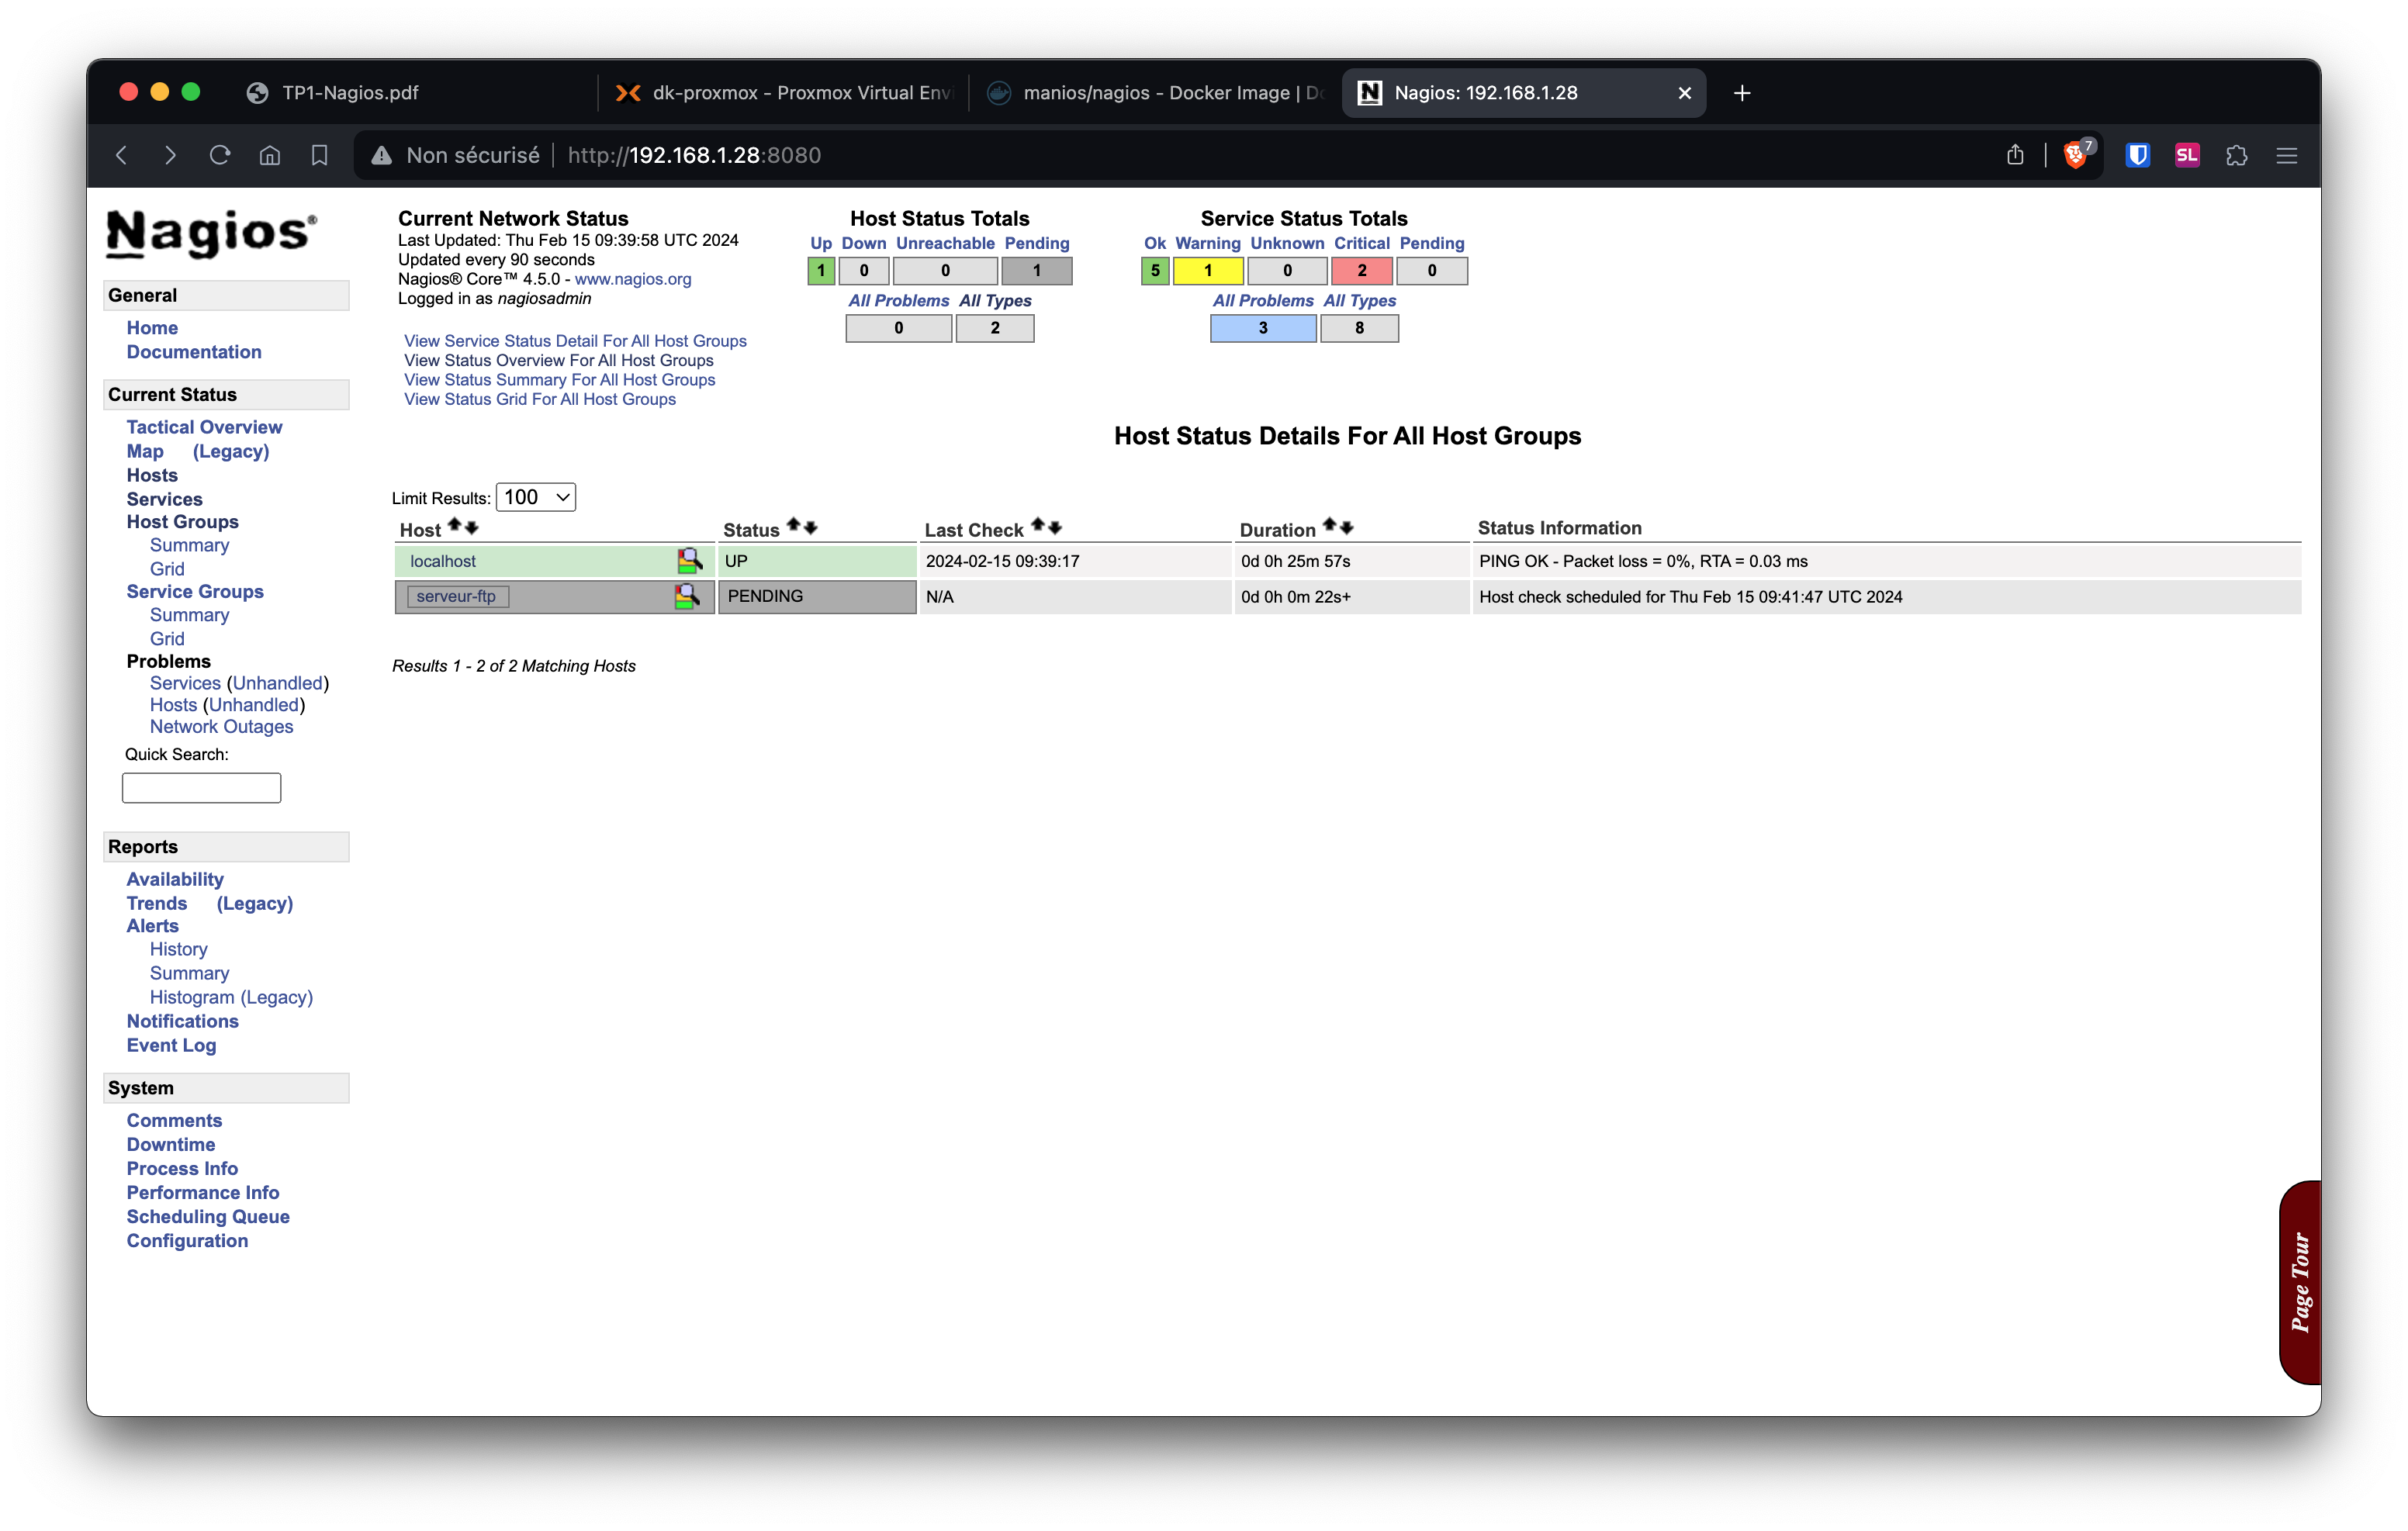 TP1-Nagios.pdf
dk-proxmox - Proxmox Virtual Envi
manios/nagios - Docker Image | Do
Nagios: 192.168.1.28
Non sécurisé
http://192.168.1.28:8080
7
SL
Nagios®
General
Home
Documentation
Current Status
Tactical Overview
Map (Legacy)
Hosts
Services
Host Groups
Summary
Grid
Service Groups
Summary
Grid
Problems
Services (Unhandled)
Hosts (Unhandled)
Network Outages
Quick Search:
Reports
Availability
Trends (Legacy)
Alerts
History
Summary
Histogram (Legacy)
Notifications
Event Log
System
Comments
Downtime
Process Info
Performance Info
Scheduling Queue
Configuration
Current Network Status
Last Updated: Thu Feb 15 09:39:58 UTC 2024
Updated every 90 seconds
Nagios® Core™ 4.5.0 - www.nagios.org
Logged in as nagiosadmin
View Service Status Detail For All Host Groups
View Status Overview For All Host Groups
View Status Summary For All Host Groups
View Status Grid For All Host Groups
Host Status Totals
Up Down Unreachable Pending
1 0 0 1
All Problems All Types
0 2
Service Status Totals
Ok Warning Unknown Critical Pending
5 1 0 2 0
All Problems All Types
3 8
Host Status Details For All Host Groups
Limit Results: 100
Host Status Last Check Duration Status Information
localhost UP 2024-02-15 09:39:17 0d 0h 25m 57s PING OK - Packet loss = 0%, RTA = 0.03 ms
serveur-ftp PENDING N/A 0d 0h 0m 22s+ Host check scheduled for Thu Feb 15 09:41:47 UTC 2024
Results 1 - 2 of 2 Matching Hosts
Page Tour